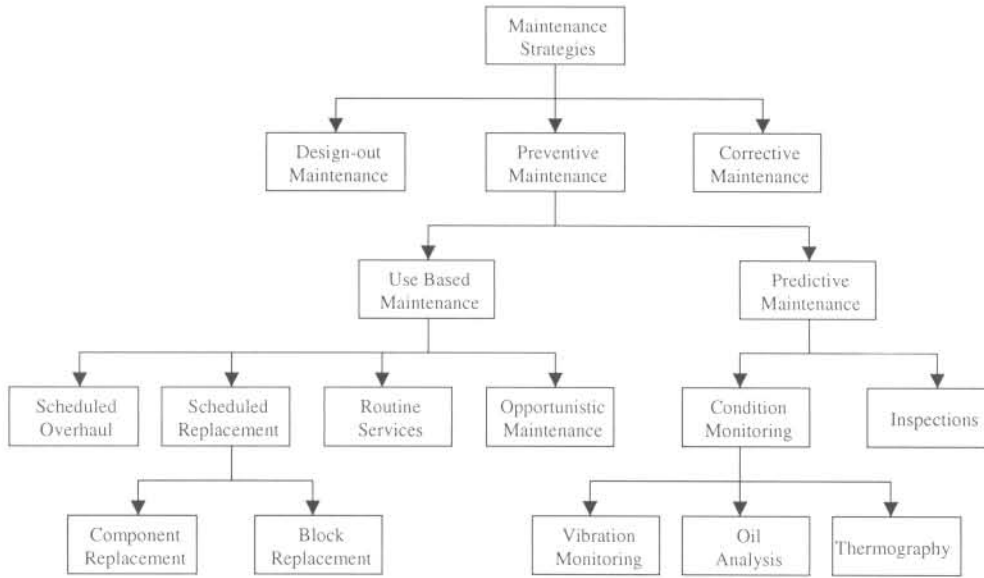 Maintenance
Strategies
Design-out
Maintenance
Preventive
Maintenance
Corrective
Maintenance
Use Based
Maintenance
Predictive
Maintenance
Scheduled
Overhaul
Scheduled
Replacement
Routine
Services
Opportunistic
Maintenance
Condition
Monitoring
Inspections
Component
Replacement
Block
Replacement
Vibration
Monitoring
Oil
Analysis
Thermography